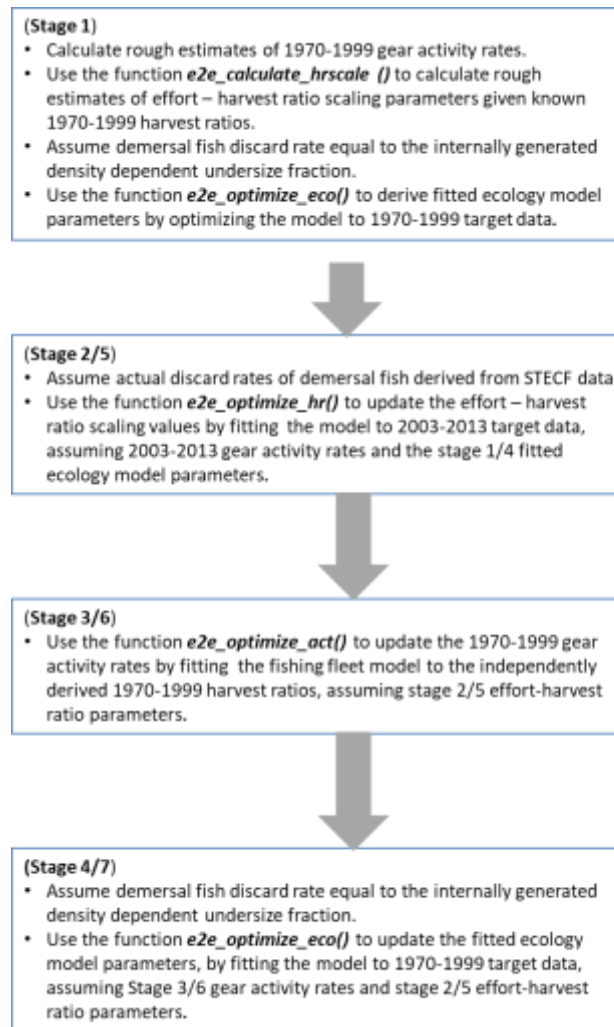 (Stage 1)
• Calculate rough estimates of 1970-1999 gear activity rates.
• Use the function e2e_calculate_hrscale () to calculate rough
estimates of effort – harvest ratio scaling parameters given known
1970-1999 harvest ratios.
• Assume demersal fish discard rate equal to the internally generated
density dependent undersize fraction.
• Use the function e2e_optimize_eco() to derive fitted ecology model
parameters by optimizing the model to 1970-1999 target data.
(Stage 2/5)
• Assume actual discard rates of demersal fish derived from STECF data
• Use the function e2e_optimize_hr() to update the effort – harvest
ratio scaling values by fitting the model to 2003-2013 target data,
assuming 2003-2013 gear activity rates and the stage 1/4 fitted
ecology model parameters.
(Stage 3/6)
• Use the function e2e_optimize_act() to update the 1970-1999 gear
activity rates by fitting the fishing fleet model to the independently
derived 1970-1999 harvest ratios, assuming stage 2/5 effort-harvest
ratio parameters.
(Stage 4/7)
• Assume demersal fish discard rate equal to the internally generated
density dependent undersize fraction.
• Use the function e2e_optimize_eco() to update the fitted ecology
model parameters, by fitting the model to 1970-1999 target data,
assuming Stage 3/6 gear activity rates and stage 2/5 effort-harvest
ratio parameters.